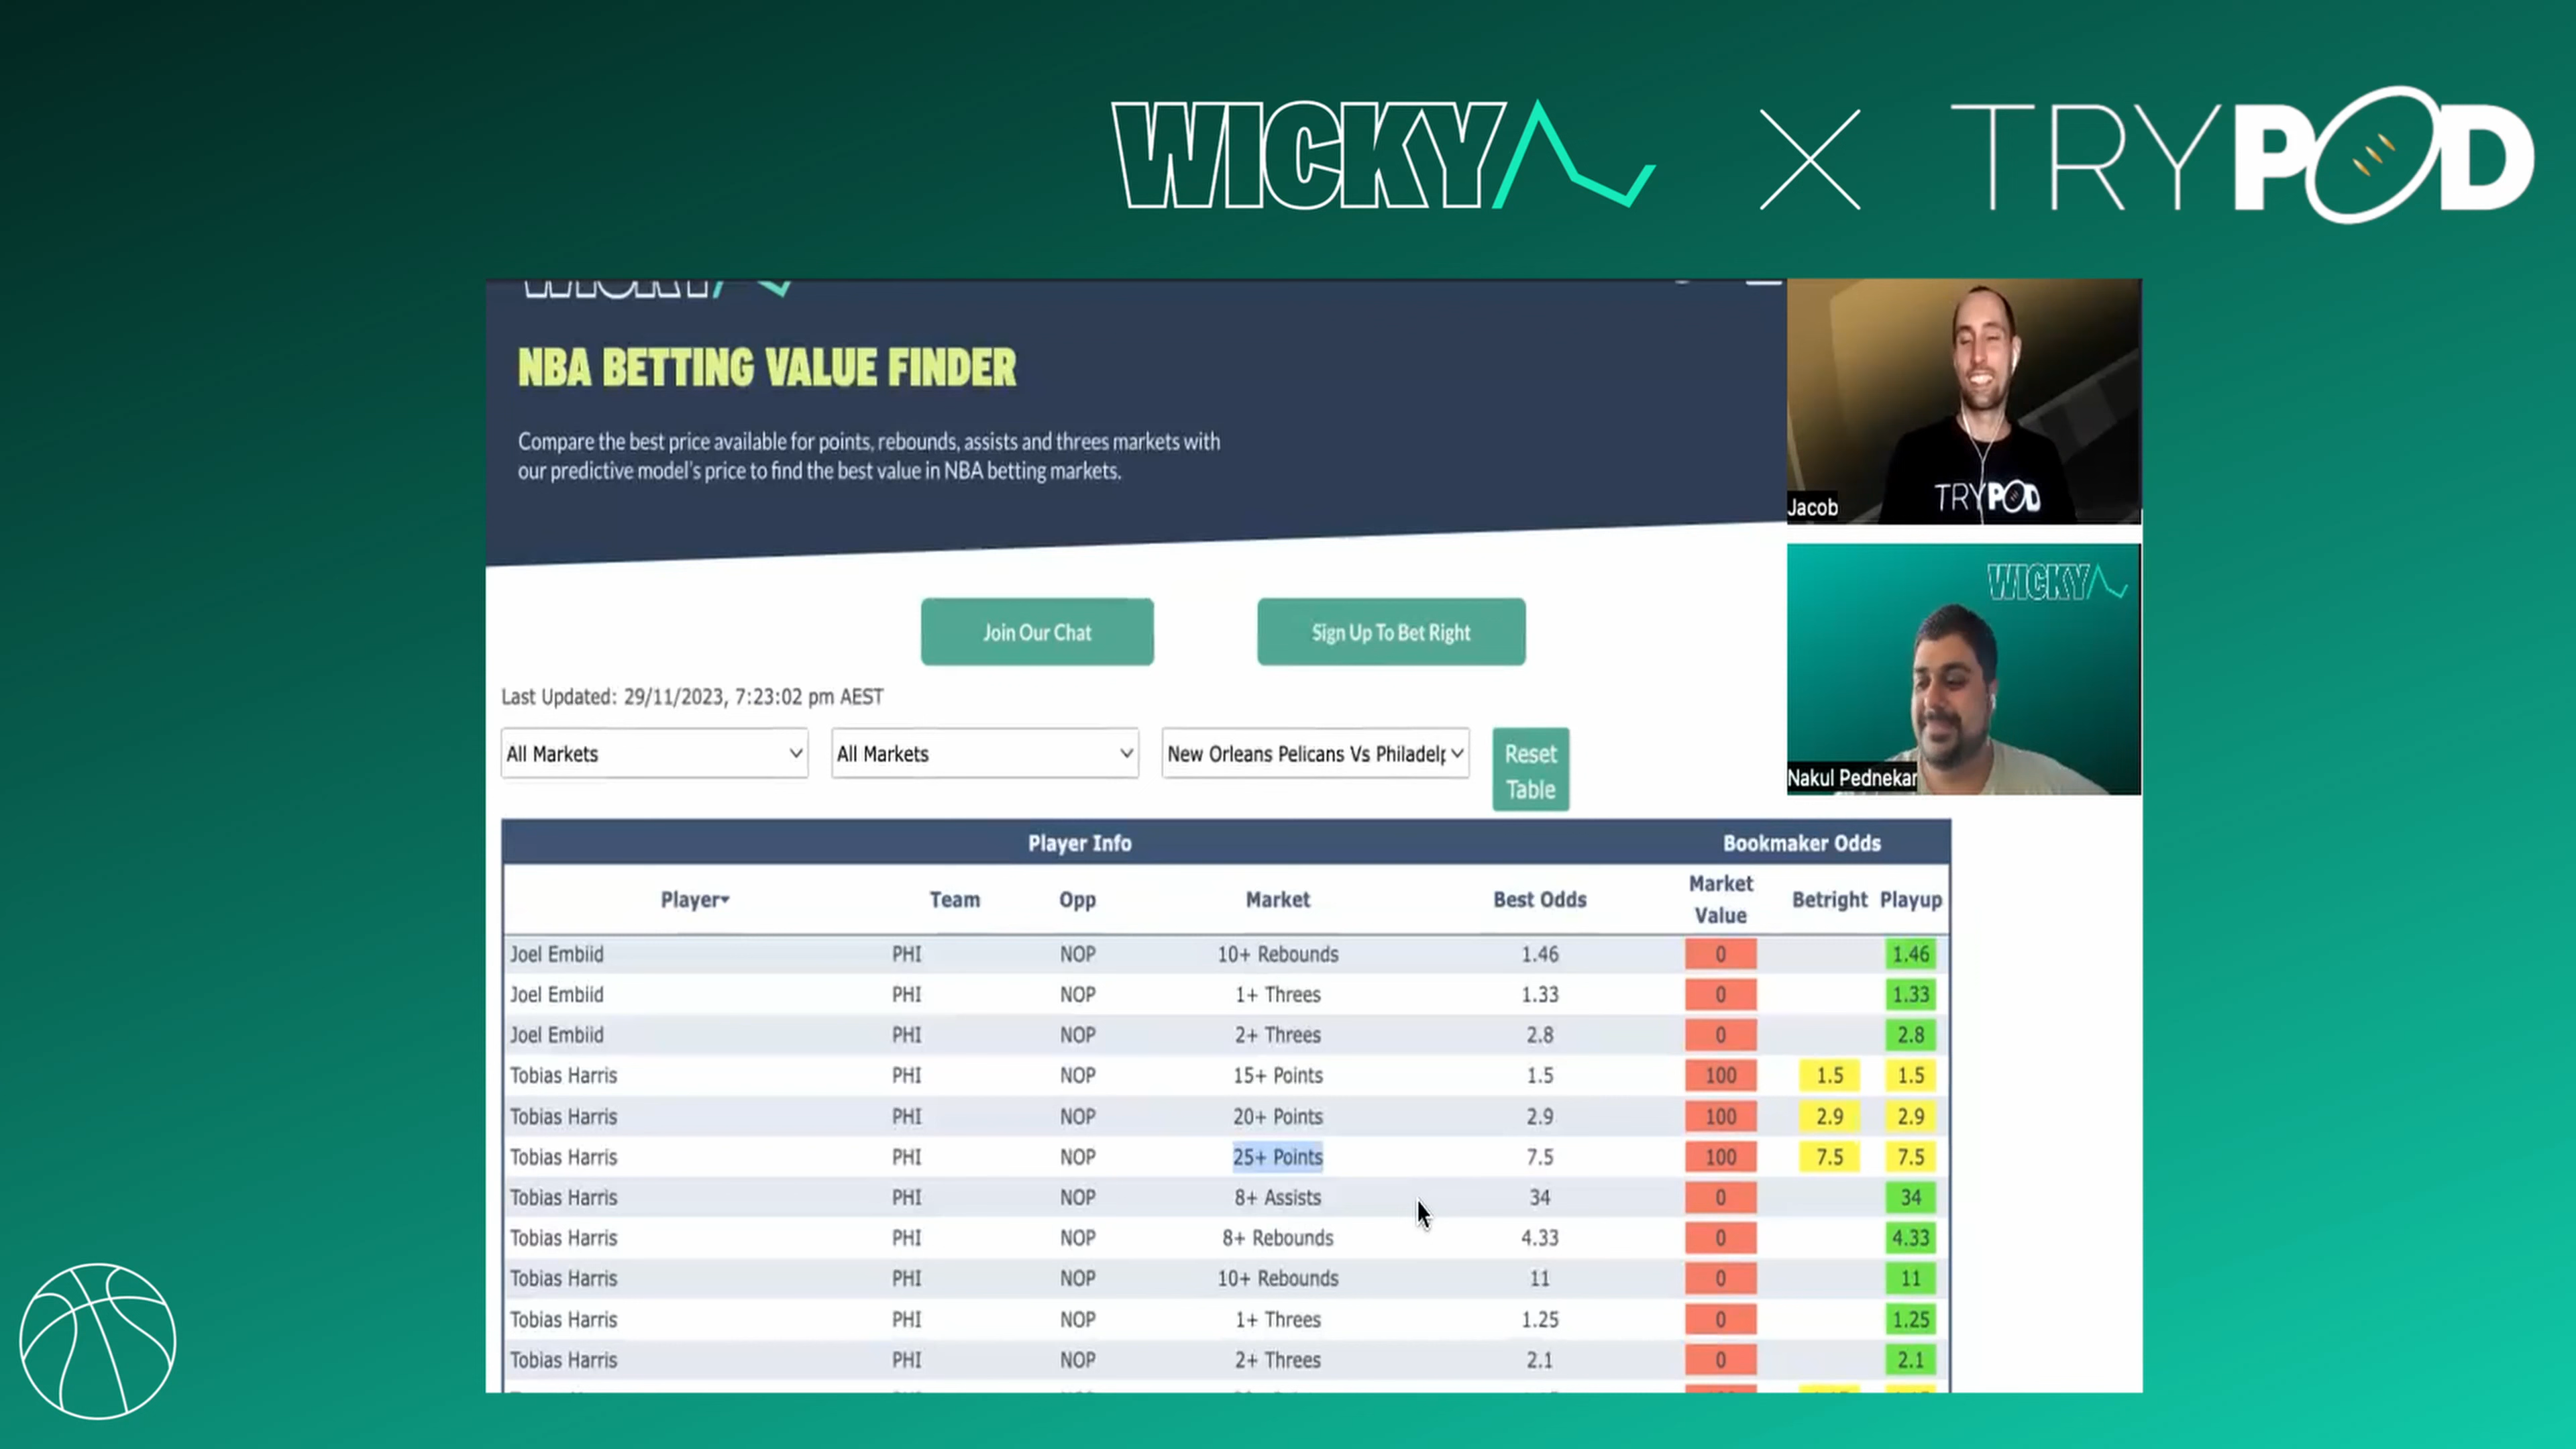 WICKY TRYPOD
NBA BETTING VALUE FINDER
Compare the best price available for points, rebounds, assists and threes markets with
our predictive model's price to find the best value in NBA betting markets.
TRYPOD
Jacob
WICKY
Nakul Pednekar
Join Our Chat Sign Up To Bet Right
Last Updated: 29/11/2023, 7:23:02 pm AEST
All Markets All Markets New Orleans Pelicans Vs Philadelp Reset
Table
Player Info Bookmaker Odds
Player Team Opp Market Best Odds Market Value Betright Playup
Joel Embiid PHI NOP 10+ Rebounds 1.46 0 1.46
Joel Embiid PHI NOP 1+ Threes 1.33 0 1.33
Joel Embiid PHI NOP 2+ Threes 2.8 0 2.8
Tobias Harris PHI NOP 15+ Points 1.5 100 1.5 1.5
Tobias Harris PHI NOP 20+ Points 2.9 100 2.9 2.9
Tobias Harris PHI NOP 25+ Points 7.5 100 7.5 7.5
Tobias Harris PHI NOP 8+ Assists 34 0 34
Tobias Harris PHI NOP 8+ Rebounds 4.33 0 4.33
Tobias Harris PHI NOP 10+ Rebounds 11 0 11
Tobias Harris PHI NOP 1+ Threes 1.25 0 1.25
Tobias Harris PHI NOP 2+ Threes 2.1 0 2.1